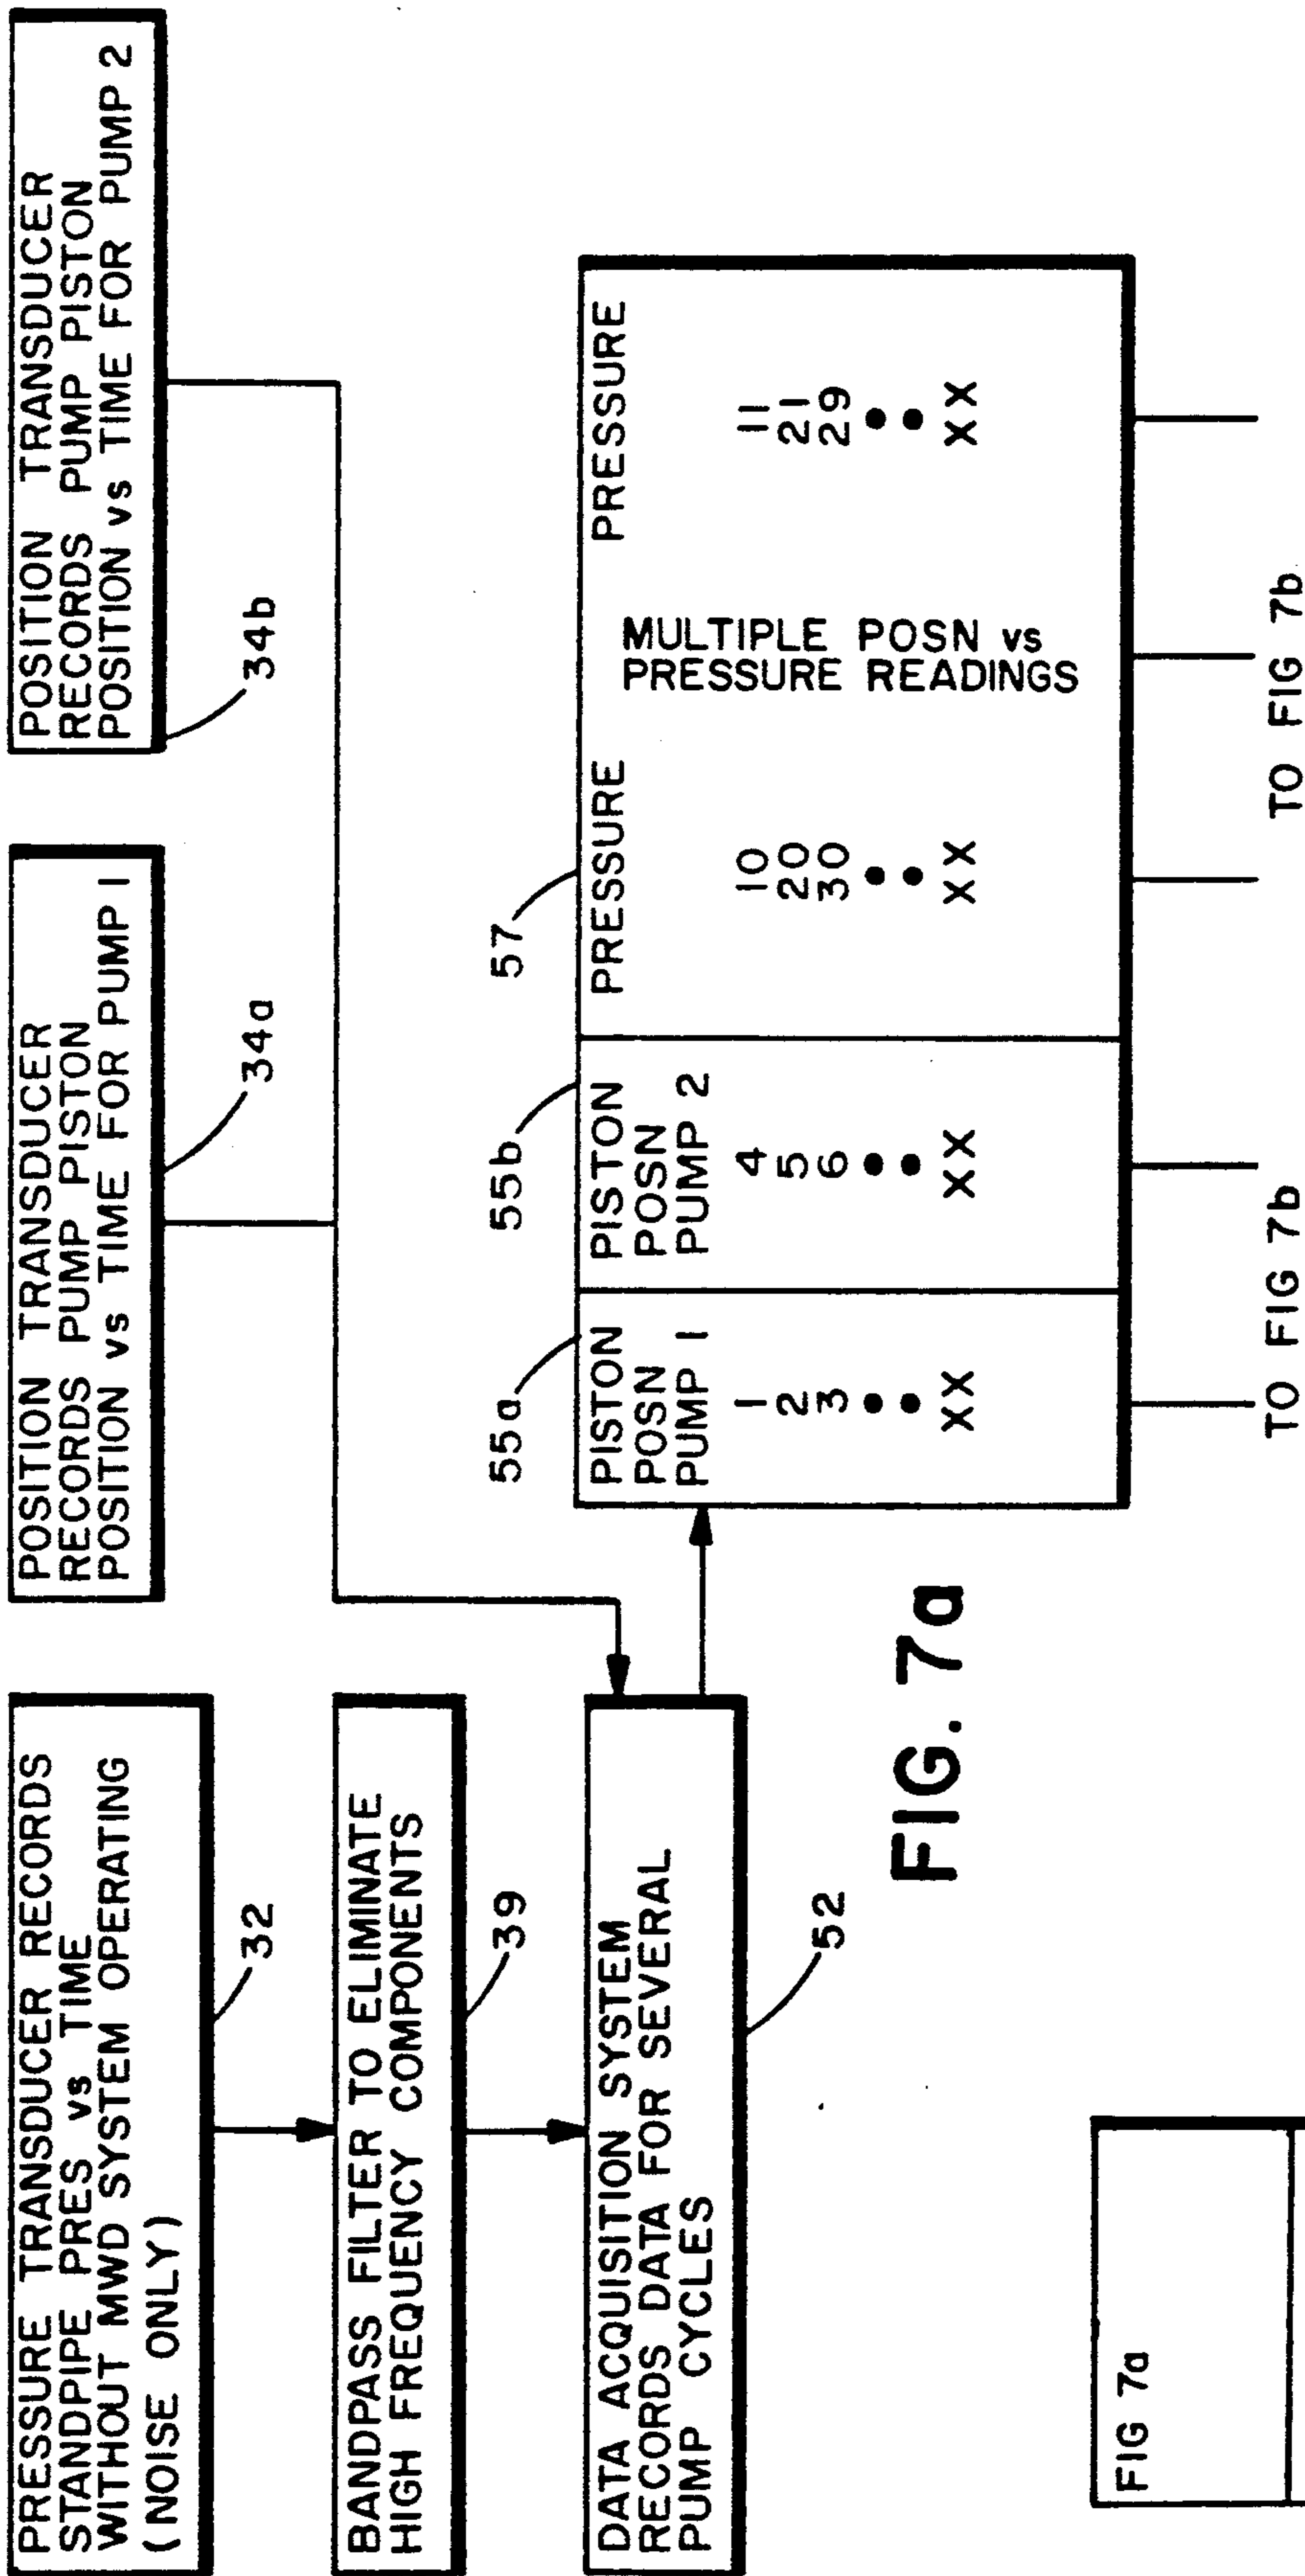 PRESSURE TRANSDUCER RECORDS
STANDPIPE PRES vs TIME
WITHOUT MWD SYSTEM OPERATING
(NOISE ONLY)
32
POSITION TRANSDUCER
RECORDS PUMP PISTON
POSITION vs TIME FOR PUMP 1
34a
POSITION TRANSDUCER
RECORDS PUMP PISTON
POSITION vs TIME FOR PUMP 2
34b
BANDPASS FILTER TO ELIMINATE
HIGH FREQUENCY COMPONENTS
39
DATA ACQUISITION SYSTEM
RECORDS DATA FOR SEVERAL
PUMP CYCLES
52
55a
PISTON
POSN
PUMP 1
1
2
3
•
•
XX
55b
PISTON
POSN
PUMP 2
4
5
6
•
•
XX
57
PRESSURE
10
20
30
•
•
XX
MULTIPLE POSN vs
PRESSURE READINGS
PRESSURE
11
21
29
•
•
XX
TO FIG 7b
TO FIG 7b
FIG. 7a
FIG 7a